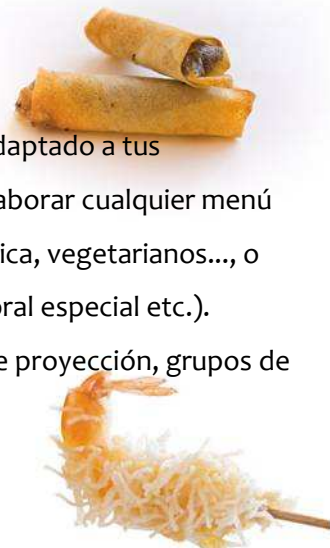 daptado a tus
aborar cualquier menú
ica, vegetarianos..., o
oral especial etc.).
e proyección, grupos de